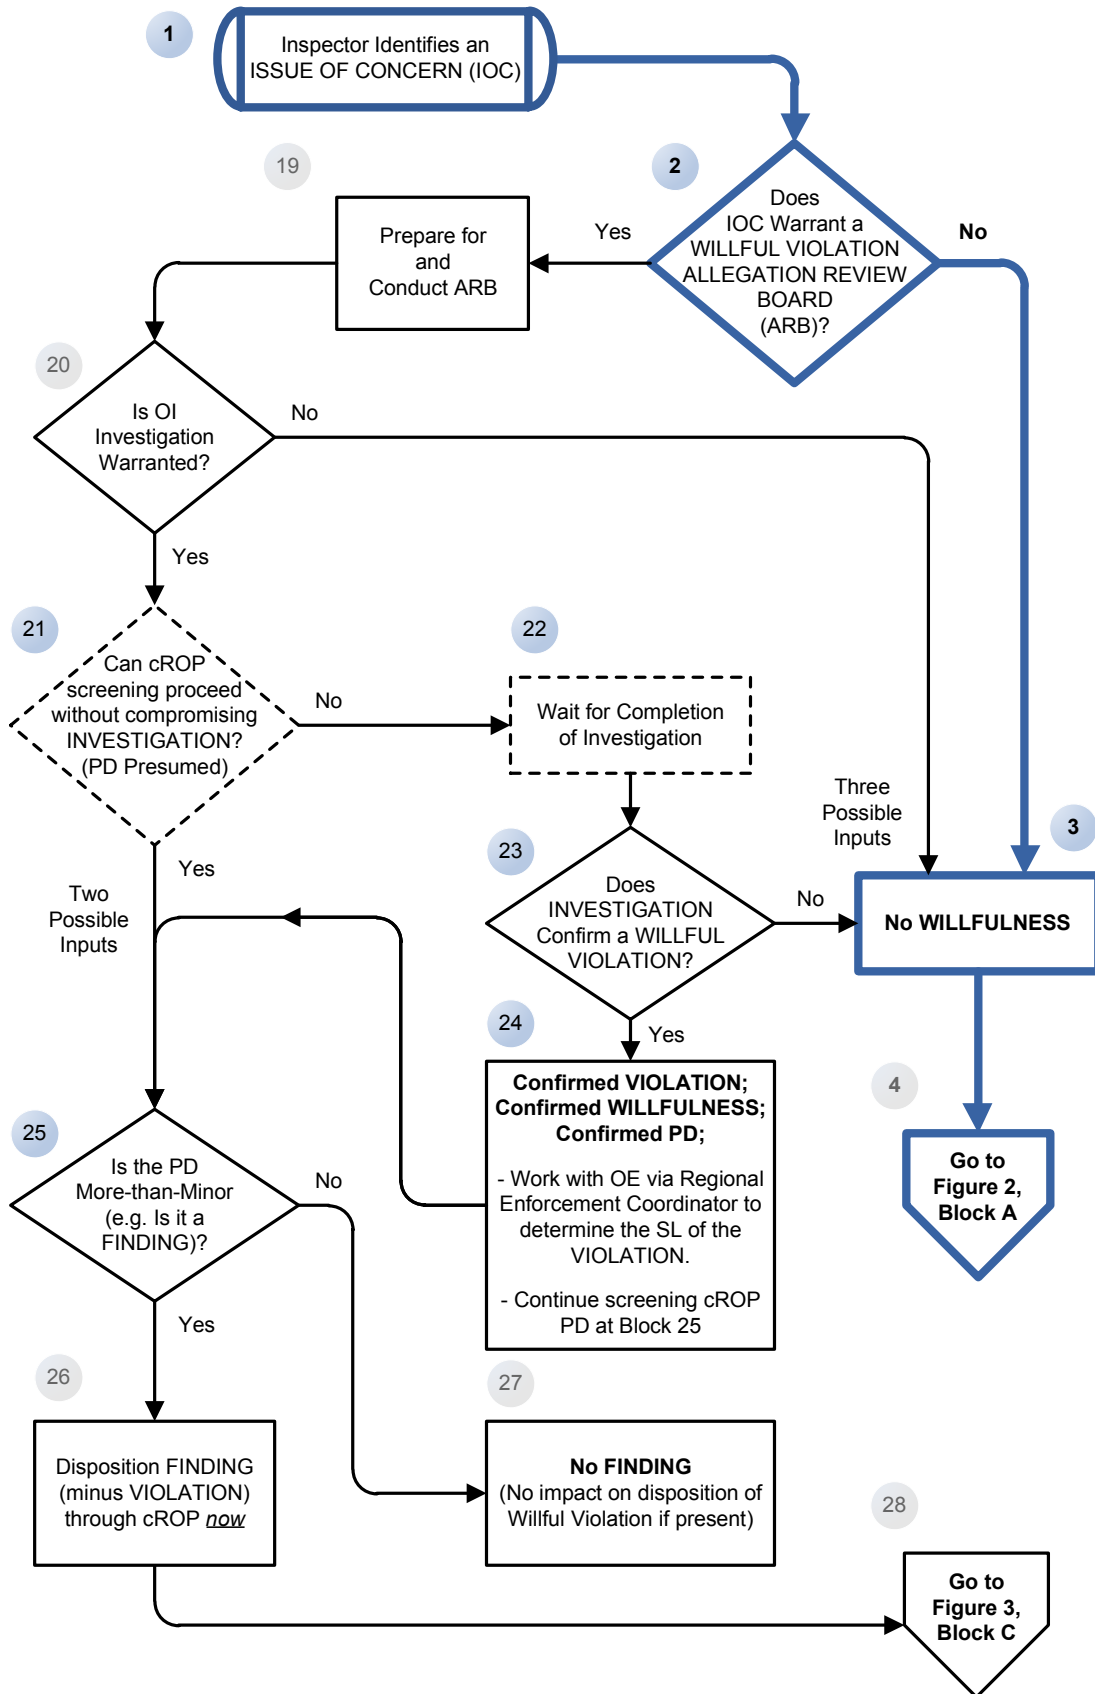 1
Inspector Identifies an
ISSUE OF CONCERN (IOC)
19
2
Does
IOC Warrant a
WILLFUL VIOLATION
ALLEGATION REVIEW
BOARD
(ARB)?
Yes
No
Prepare for
and
Conduct ARB
20
Is OI
Investigation
Warranted?
No
Yes
21
Can cROP
screening proceed
without compromising
INVESTIGATION?
(PD Presumed)
No
22
Wait for Completion
of Investigation
Three
Possible
Inputs
3
No WILLFULNESS
Yes
Two
Possible
Inputs
23
Does
INVESTIGATION
Confirm a WILLFUL
VIOLATION?
No
Yes
24
Confirmed VIOLATION;
Confirmed WILLFULNESS;
Confirmed PD;
- Work with OE via Regional
Enforcement Coordinator to
determine the SL of the
VIOLATION.
- Continue screening cROP
PD at Block 25
4
Go to
Figure 2,
Block A
25
Is the PD
More-than-Minor
(e.g. Is it a
FINDING)?
No
Yes
26
Disposition FINDING
(minus VIOLATION)
through cROP now
27
No FINDING
(No impact on disposition of
Willful Violation if present)
28
Go to
Figure 3,
Block C